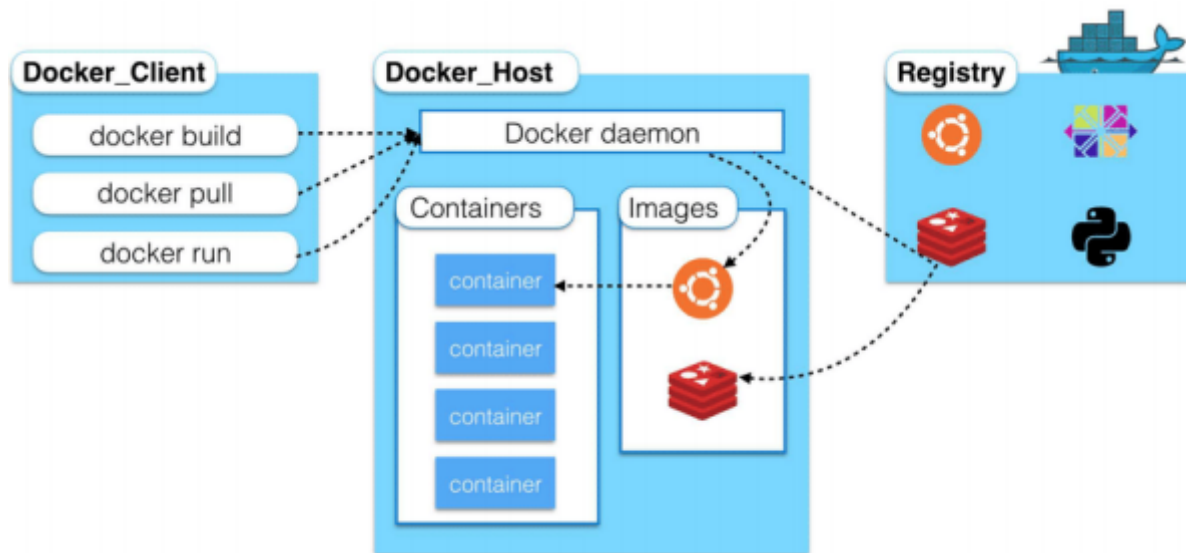 Docker_Client
docker build
docker pull
docker run
Docker_Host
Docker daemon
Containers
container
container
container
container
Images
Registry